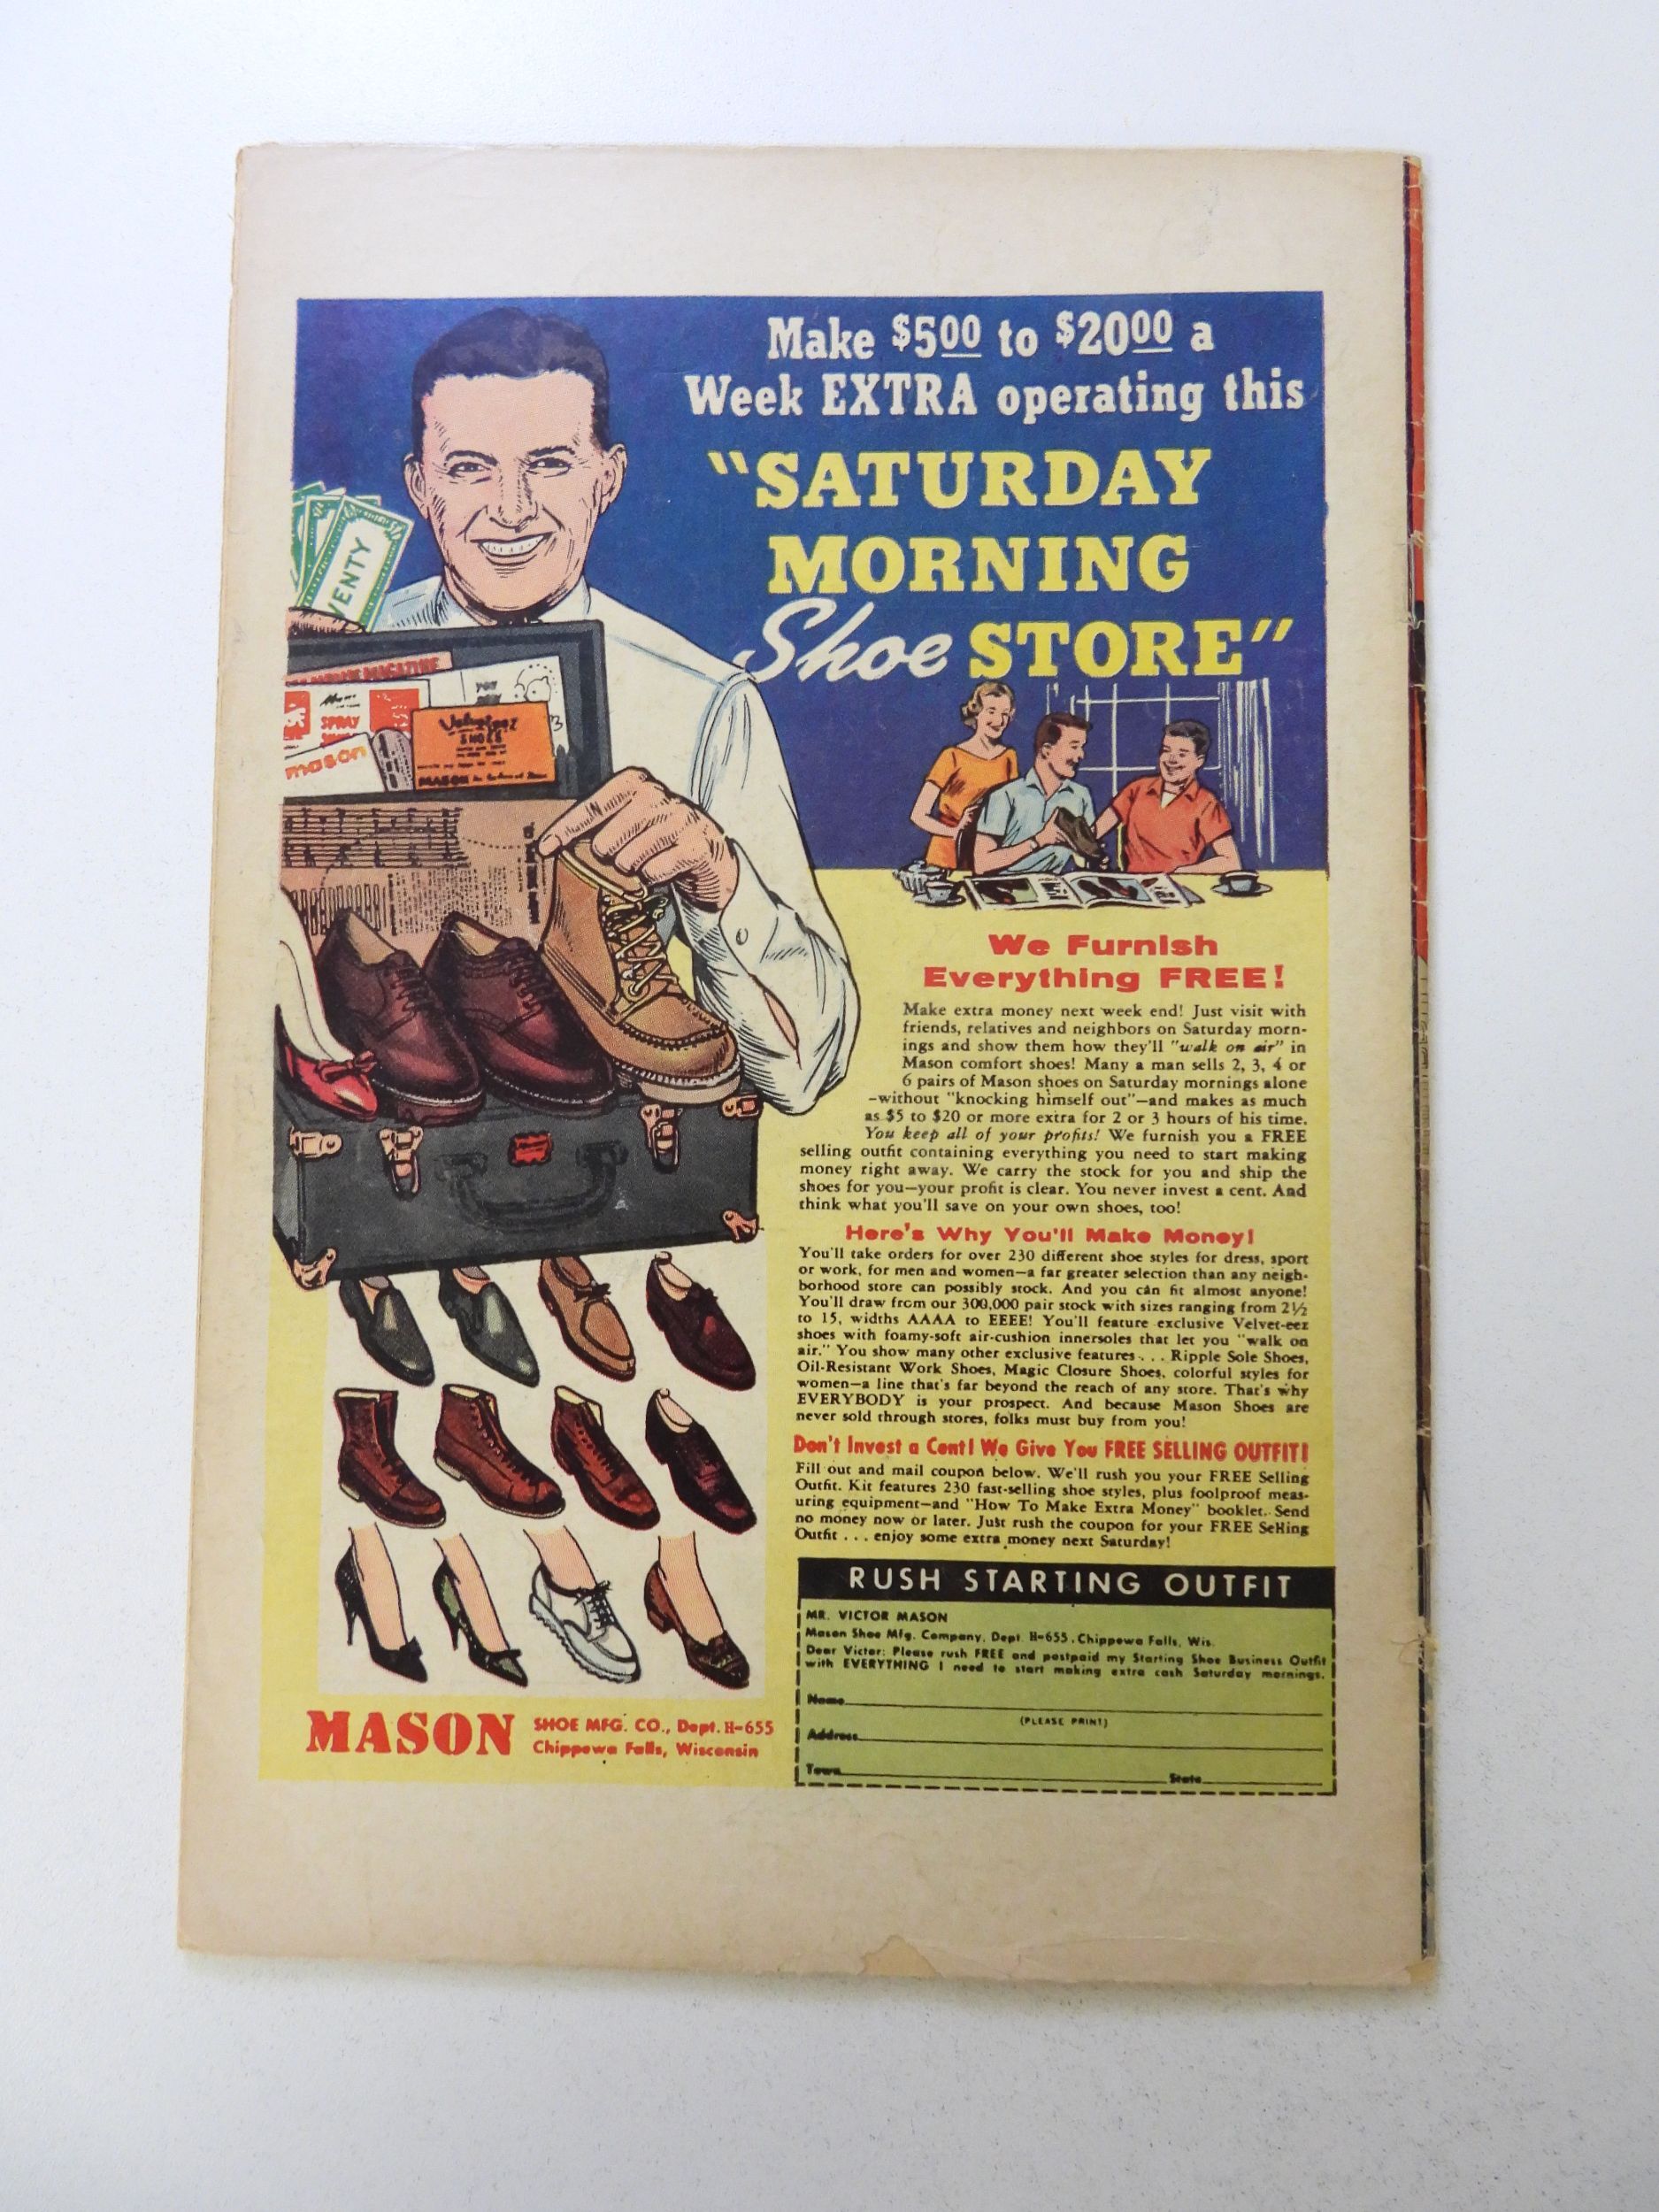 Make $5.00 to $20.00 a
Week EXTRA operating this
"SATURDAY
MORNING
Shoe STORE"
VENTY
MAGAZINE
SPRAY
mason
Velvet-eez
SHOES
MASON
We Furnish
Everything FREE!
Make extra money next week end! Just visit with
friends, relatives and neighbors on Saturday morn-
ings and show them how they'll "walk on air" in
Mason comfort shoes! Many a man sells 2, 3, 4 or
6 pairs of Mason shoes on Saturday mornings alone
—without "knocking himself out"—and makes as much
as $5 to $20 or more extra for 2 or 3 hours of his time.
You keep all of your profits! We furnish you a FREE
selling outfit containing everything you need to start making
money right away. We carry the stock for you and ship the
shoes for you—your profit is clear. You never invest a cent. And
think what you'll save on your own shoes, too!
Here's Why You'll Make Money!
You'll take orders for over 230 different shoe styles for dress, sport
or work, for men and women—a far greater selection than any neigh-
borhood store can possibly stock. And you can fit almost anyone!
You'll draw from our 300,000 pair stock with sizes ranging from 2½
to 15, widths AAAA to EEEE! You'll feature exclusive Velvet-eez
shoes with foamy-soft air-cushion innersoles that let you "walk on
air." You show many other exclusive features . . . Ripple Sole Shoes,
Oil-Resistant Work Shoes, Magic Closure Shoes, colorful styles for
women—a line that's far beyond the reach of any store. That's why
EVERYBODY is your prospect. And because Mason Shoes are
never sold through stores, folks must buy from you!
Don't Invest a Cent! We Give You FREE SELLING OUTFIT!
Fill out and mail coupon below. We'll rush you your FREE Selling
Outfit. Kit features 230 fast-selling shoe styles, plus foolproof meas-
uring equipment—and "How To Make Extra Money" booklet. Send
no money now or later. Just rush the coupon for your FREE Selling
Outfit . . . enjoy some extra money next Saturday!
RUSH STARTING OUTFIT
MR. VICTOR MASON
Mason Shoe Mfg. Company, Dept. H-655, Chippewa Falls, Wis.
Dear Victor: Please rush FREE and postpaid my Starting Shoe Business Outfit
with EVERYTHING I need to start making extra cash Saturday mornings.
Name
(PLEASE PRINT)
Address
Town State
MASON SHOE MFG. CO., Dept. H-655
Chippewa Falls, Wisconsin